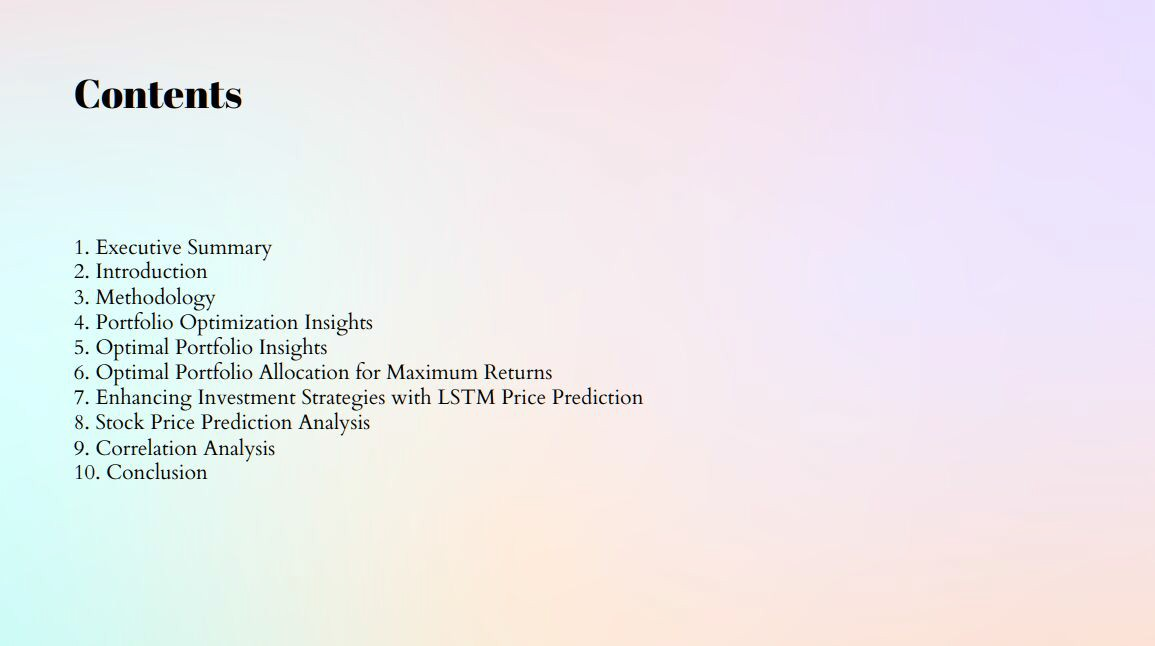 Contents
1. Executive Summary
2. Introduction
3. Methodology
4. Portfolio Optimization Insights
5. Optimal Portfolio Insights
6. Optimal Portfolio Allocation for Maximum Returns
7. Enhancing Investment Strategies with LSTM Price Prediction
8. Stock Price Prediction Analysis
9. Correlation Analysis
10. Conclusion